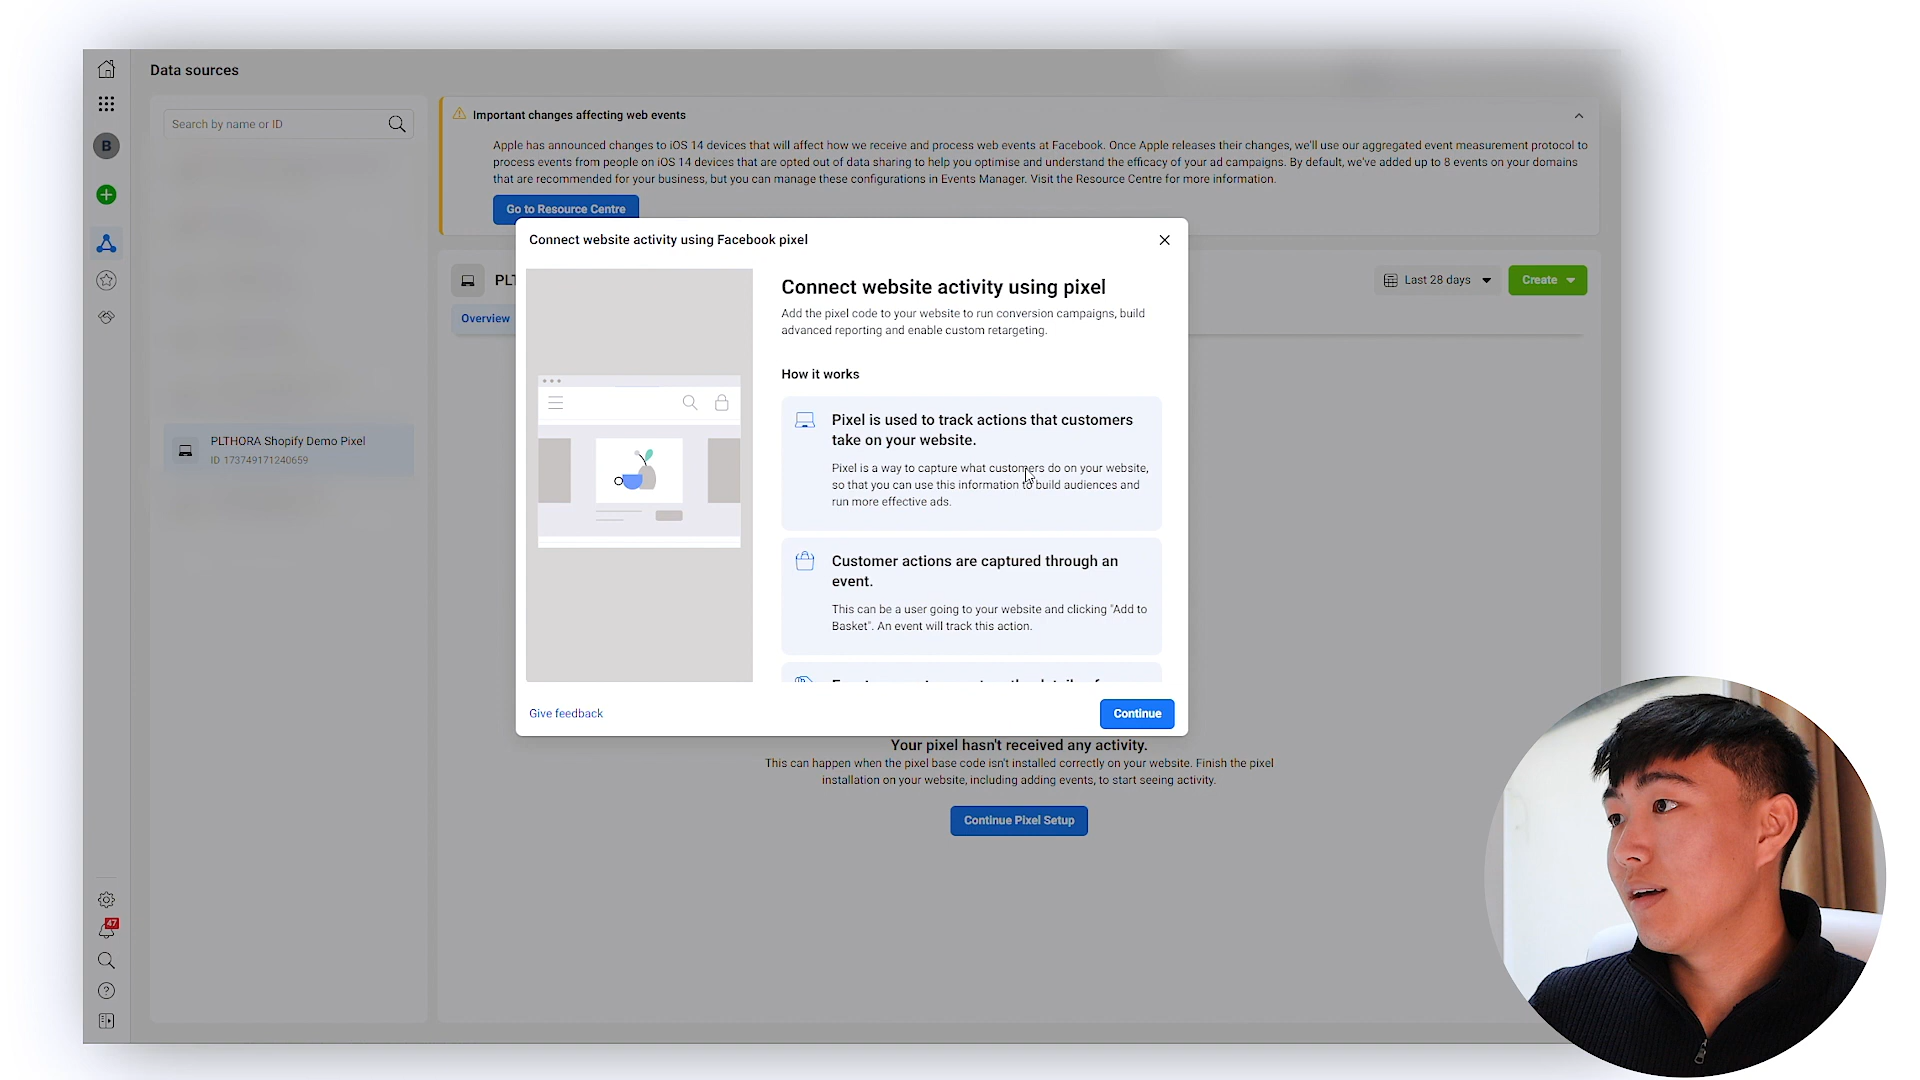 Data sources
Search by name or ID
B
PLTHORA Shopify Demo Pixel
ID 173749171240659
47
Important changes affecting web events
Apple has announced changes to iOS 14 devices that will affect how we receive and process web events at Facebook. Once Apple releases their changes, we'll use our aggregated event measurement protocol to
process events from people on iOS 14 devices that are opted out of data sharing to help you optimise and understand the efficacy of your ad campaigns. By default, we've added up to 8 events on your domains
that are recommended for your business, but you can manage these configurations in Events Manager. Visit the Resource Centre for more information.
Go to Resource Centre
Last 28 days
Create
Overview
Connect website activity using Facebook pixel
Connect website activity using pixel
Add the pixel code to your website to run conversion campaigns, build
advanced reporting and enable custom retargeting.
How it works
Pixel is used to track actions that customers
take on your website.
Pixel is a way to capture what customers do on your website,
so that you can use this information to build audiences and
run more effective ads.
Customer actions are captured through an
event.
This can be a user going to your website and clicking "Add to
Basket". An event will track this action.
Give feedback
Continue
Your pixel hasn't received any activity.
This can happen when the pixel base code isn't installed correctly on your website. Finish the pixel
installation on your website, including adding events, to start seeing activity.
Continue Pixel Setup